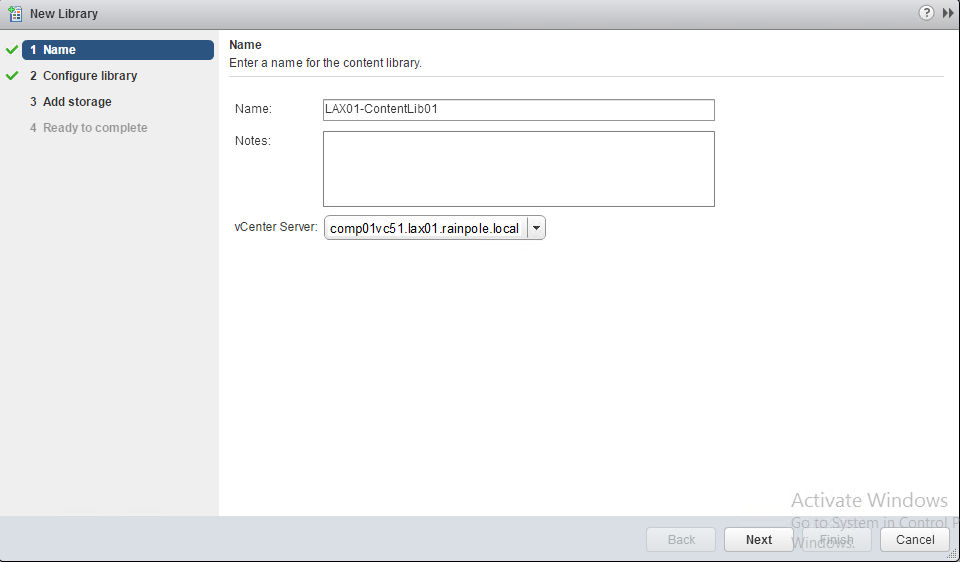 New Library
?
1 Name
2 Configure library
3 Add storage
4 Ready to complete
Name
Enter a name for the content library.
Name: LAX01-ContentLib01
Notes:
vCenter Server: comp01vc51.lax01.rainpole.local
Activate Windows
Go to System in Control P
Windows.
Back Next Finish Cancel